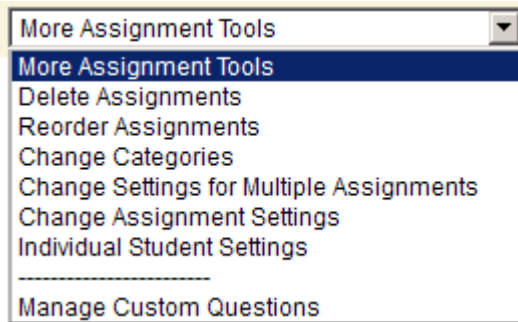 More Assignment Tools
More Assignment Tools
Delete Assignments
Reorder Assignments
Change Categories
Change Settings for Multiple Assignments
Change Assignment Settings
Individual Student Settings
------------------------
Manage Custom Questions